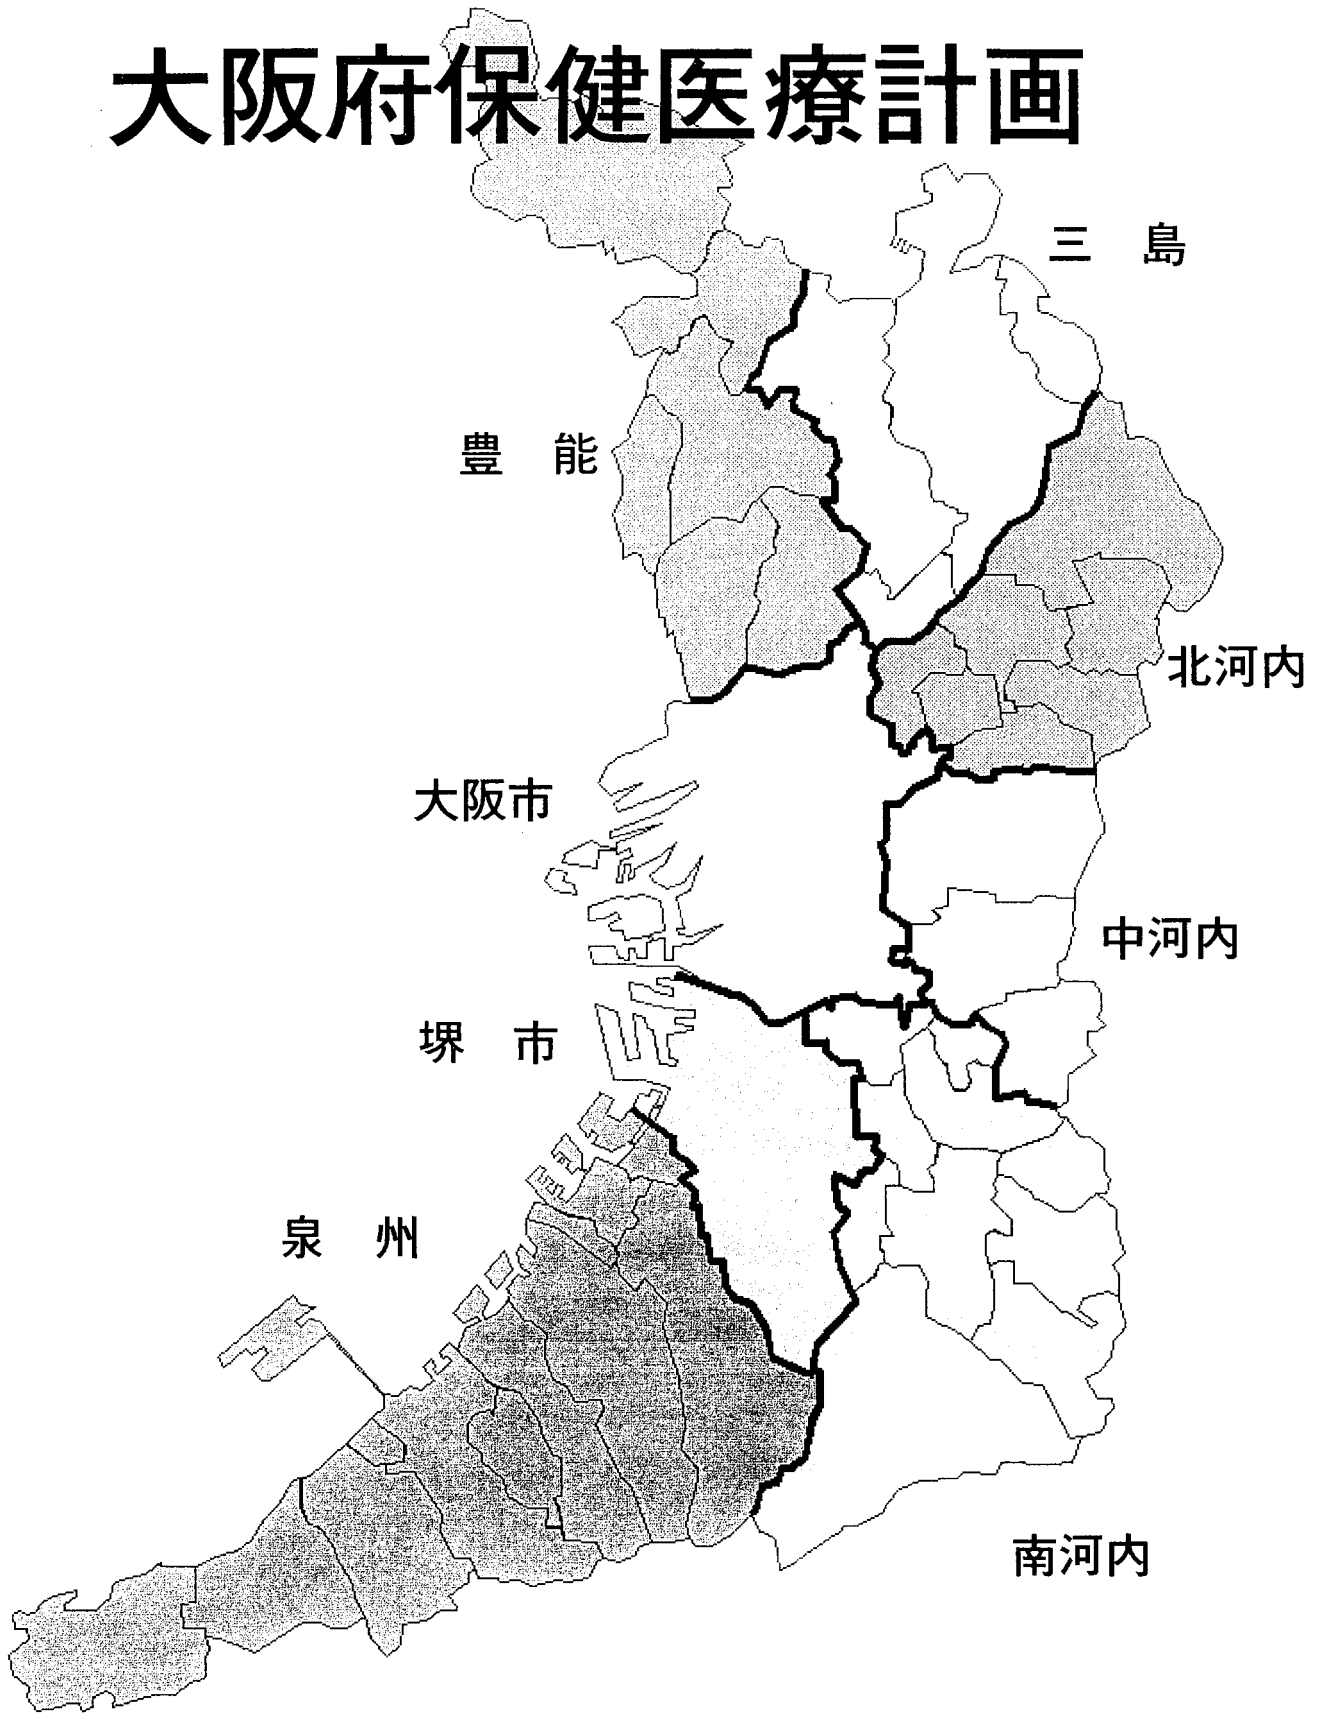 大阪府保健医療計画
三　島
豊　能
北河内
大阪市
中河内
堺　市
泉　州
南河内